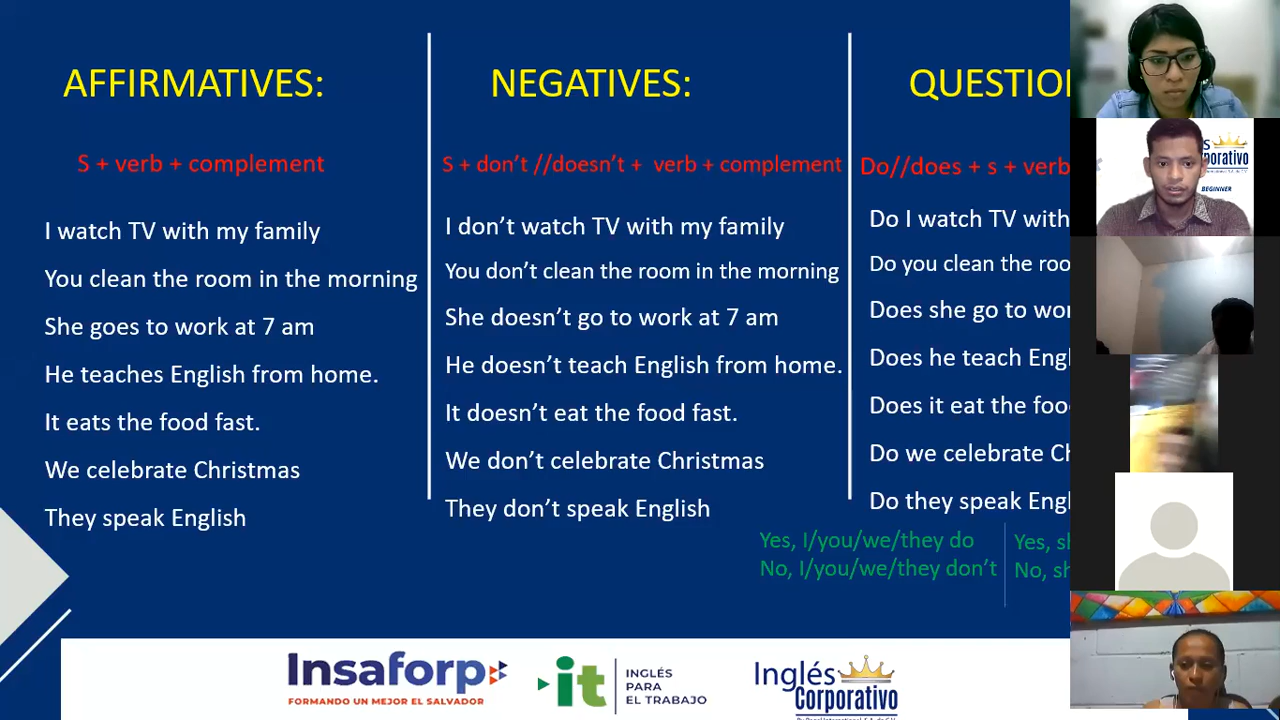 AFFIRMATIVES:
S + verb + complement
I watch TV with my family
You clean the room in the morning
She goes to work at 7 am
He teaches English from home.
It eats the food fast.
We celebrate Christmas
They speak English
NEGATIVES:
S + don't //doesn't + verb + complement
I don't watch TV with my family
You don't clean the room in the morning
She doesn't go to work at 7 am
He doesn't teach English from home.
It doesn't eat the food fast.
We don't celebrate Christmas
They don't speak English
QUESTION
Do//does + s + verb
Do I watch TV with
Do you clean the roo
Does she go to wor
Does he teach Engl
Does it eat the foo
Do we celebrate Ch
Do they speak Engl
Yes, I/you/we/they do
No, I/you/we/they don't
Yes, sh
No, sh
Insaforp
FORMANDO UN MEJOR EL SALVADOR
it
INGLÉS
PARA
EL TRABAJO
Inglés
Corporativo
BEGINNER